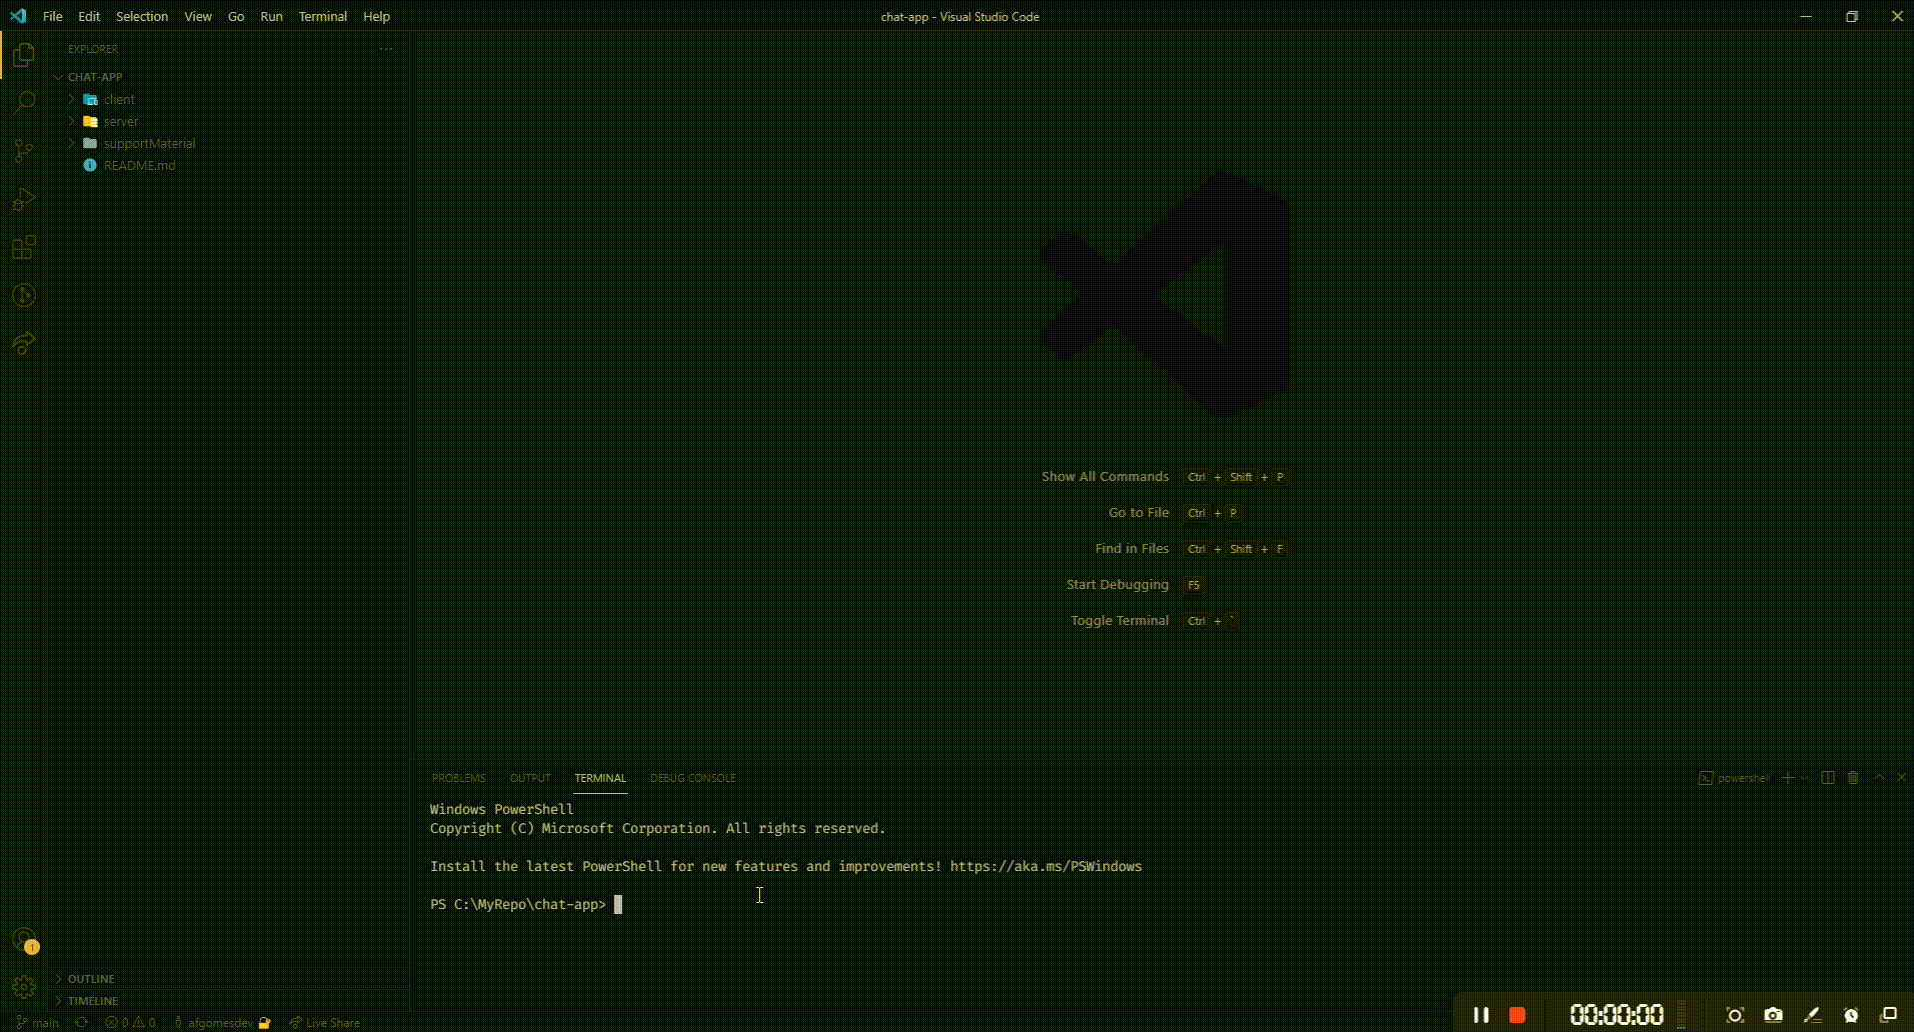 File Edit Selection View Go Run Terminal Help
chat-app - Visual Studio Code
EXPLORER
CHAT-APP
client
server
supportMaterial
README.md
Show All Commands Ctrl + Shift + P
Go to File Ctrl + P
Find in Files Ctrl + Shift + F
Start Debugging F5
Toggle Terminal Ctrl + `
PROBLEMS OUTPUT TERMINAL DEBUG CONSOLE
powershell
Windows PowerShell
Copyright (C) Microsoft Corporation. All rights reserved.
Install the latest PowerShell for new features and improvements! https://aka.ms/PSWindows
PS C:\MyRepo\chat-app>
1
OUTLINE
TIMELINE
main 0 0 afgomesdev Live Share
00:00:00